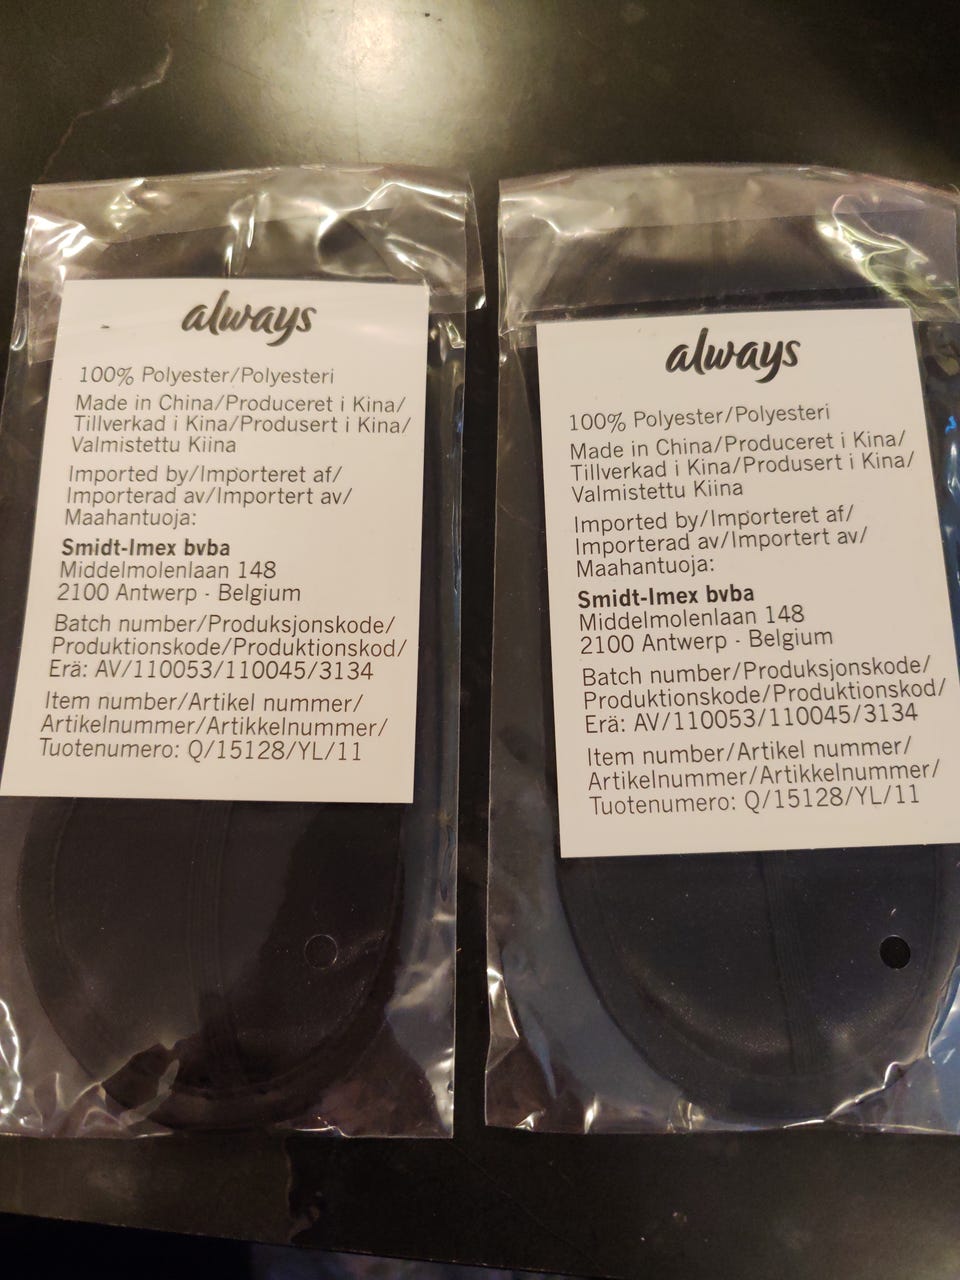 always
100% Polyester/Polyesteri
Made in China/Produceret i Kina/
Tillverkad i Kina/Produsert i Kina/
Valmistettu Kiina
Imported by/Importeret af/
Importerad av/Importert av/
Maahantuoja:
Smidt-Imex bvba
Middelmolenlaan 148
2100 Antwerp - Belgium
Batch number/Produksjonskode/
Produktionskode/Produktionskod/
Erä: AV/110053/110045/3134
Item number/Artikel nummer/
Artikelnummer/Artikkelnummer/
Tuotenumero: Q/15128/YL/11
always
100% Polyester/Polyesteri
Made in China/Produceret i Kina/
Tillverkad i Kina/Produsert i Kina/
Valmistettu Kiina
Imported by/Importeret af/
Importerad av/Importert av/
Maahantuoja:
Smidt-Imex bvba
Middelmolenlaan 148
2100 Antwerp - Belgium
Batch number/Produksjonskode/
Produktionskode/Produktionskod/
Erä: AV/110053/110045/3134
Item number/Artikel nummer/
Artikelnummer/Artikkelnummer/
Tuotenumero: Q/15128/YL/11